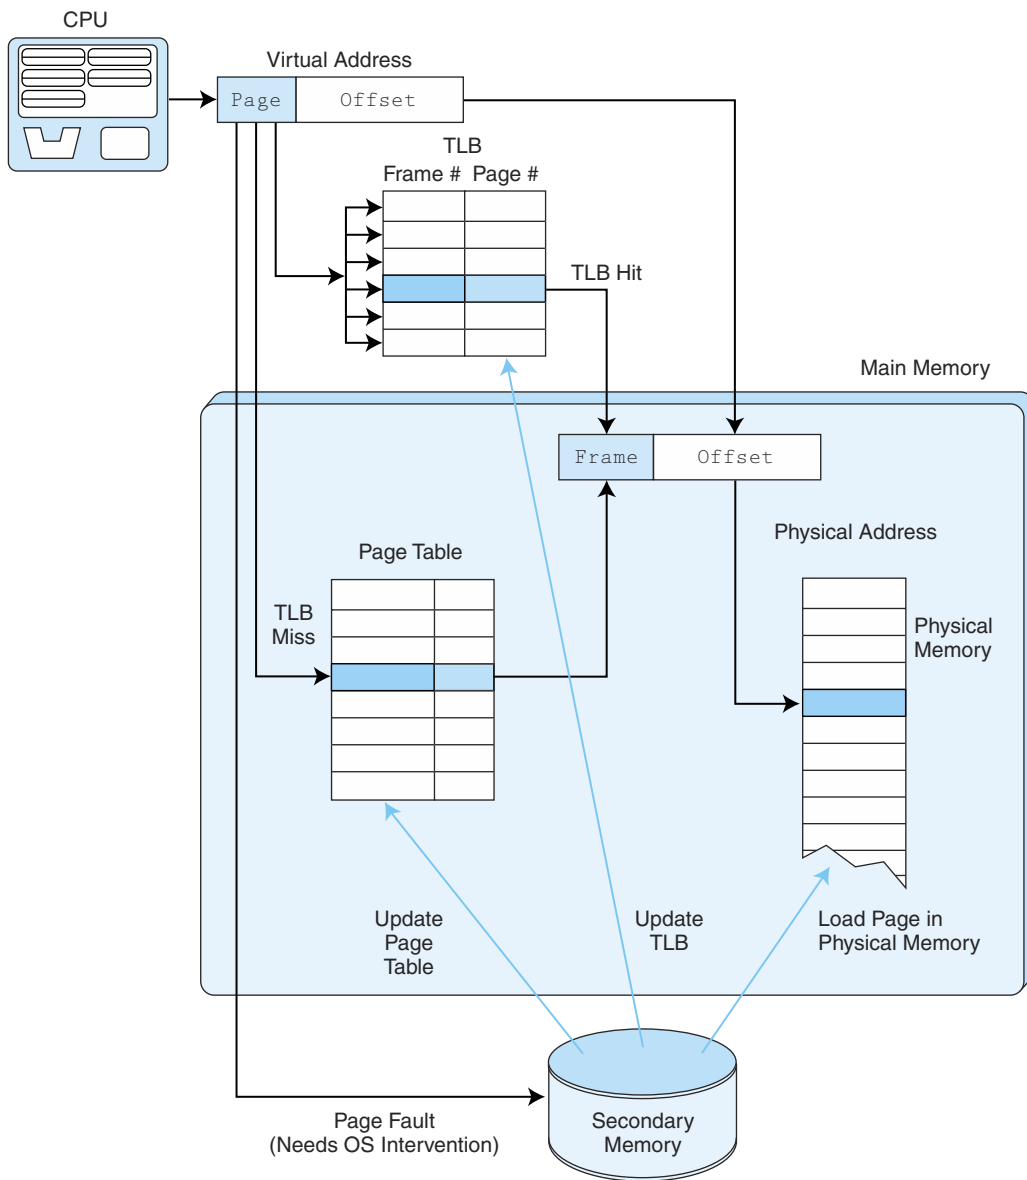 CPU
Virtual Address
Page Offset
TLB
Frame # Page #
TLB Hit
Main Memory
Frame Offset
Physical Address
Page Table
TLB
Miss
Physical
Memory
Update
Page
Table
Update
TLB
Load Page in
Physical Memory
Page Fault
(Needs OS Intervention)
Secondary
Memory